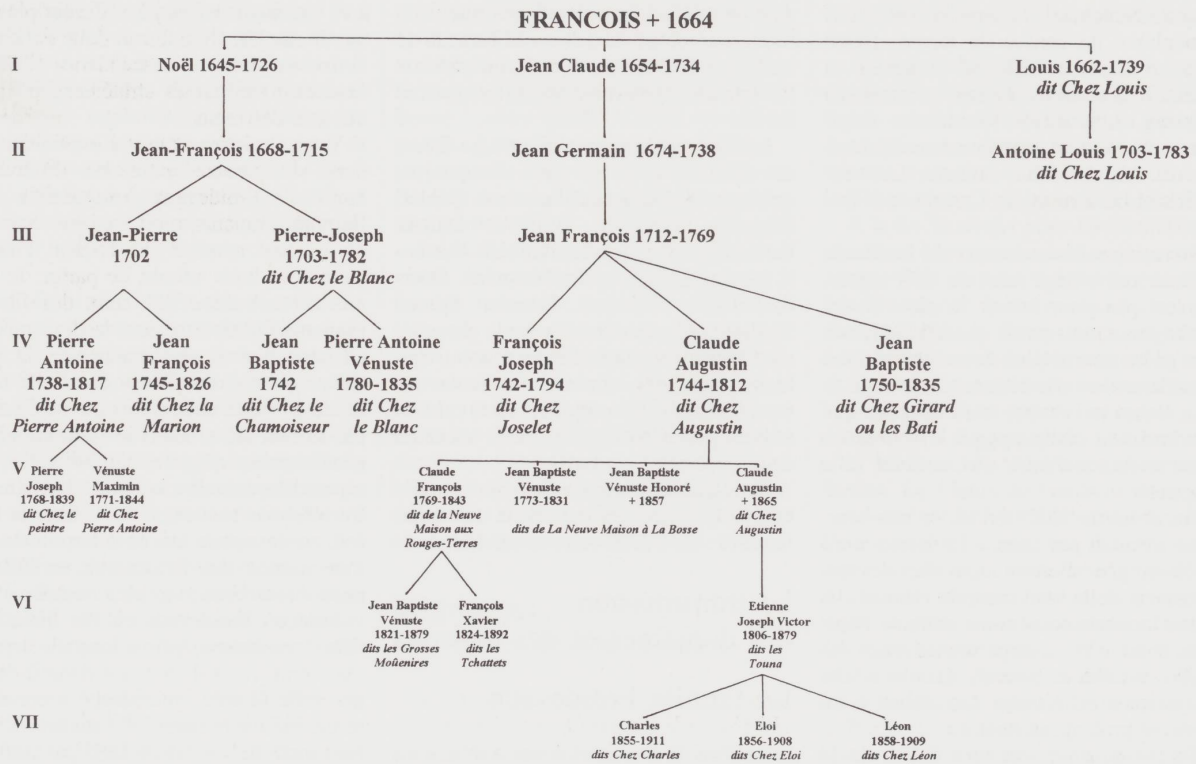 FRANCOIS + 1664
I
Noël 1645-1726
Jean Claude 1654-1734
Louis 1662-1739
dit Chez Louis
II
Jean-François 1668-1715
Jean Germain 1674-1738
Antoine Louis 1703-1783
dit Chez Louis
III
Jean-Pierre
1702
Pierre-Joseph
1703-1782
dit Chez le Blanc
Jean François 1712-1769
IV
Pierre
Antoine
1738-1817
dit Chez
Pierre Antoine
Jean
François
1745-1826
dit Chez la
Marion
Jean
Baptiste
1742
dit Chez le
Chamoiseur
Pierre Antoine
Vénuste
1780-1835
dit Chez
le Blanc
François
Joseph
1742-1794
dit Chez
Joselet
Claude
Augustin
1744-1812
dit Chez
Augustin
Jean
Baptiste
1750-1835
dit Chez Girard
ou les Bati
V
Pierre
Joseph
1768-1839
dit Chez le
peintre
Vénuste
Maximin
1771-1844
dit Chez
Pierre Antoine
Claude
François
1769-1843
dit de la Neuve
Maison aux
Rouges-Terres
Jean Baptiste
Vénuste
1773-1831
Jean Baptiste
Vénuste Honoré
+ 1857
dits de La Neuve Maison à La Bosse
Claude
Augustin
+ 1865
dit Chez
Augustin
VI
Jean Baptiste
Vénuste
1821-1879
dits les Grosses
Moûenires
François
Xavier
1824-1892
dits les
Tchattets
Etienne
Joseph Victor
1806-1879
dits les
Touna
VII
Charles
1855-1911
dits Chez Charles
Eloi
1856-1908
dits Chez Eloi
Léon
1858-1909
dits Chez Léon